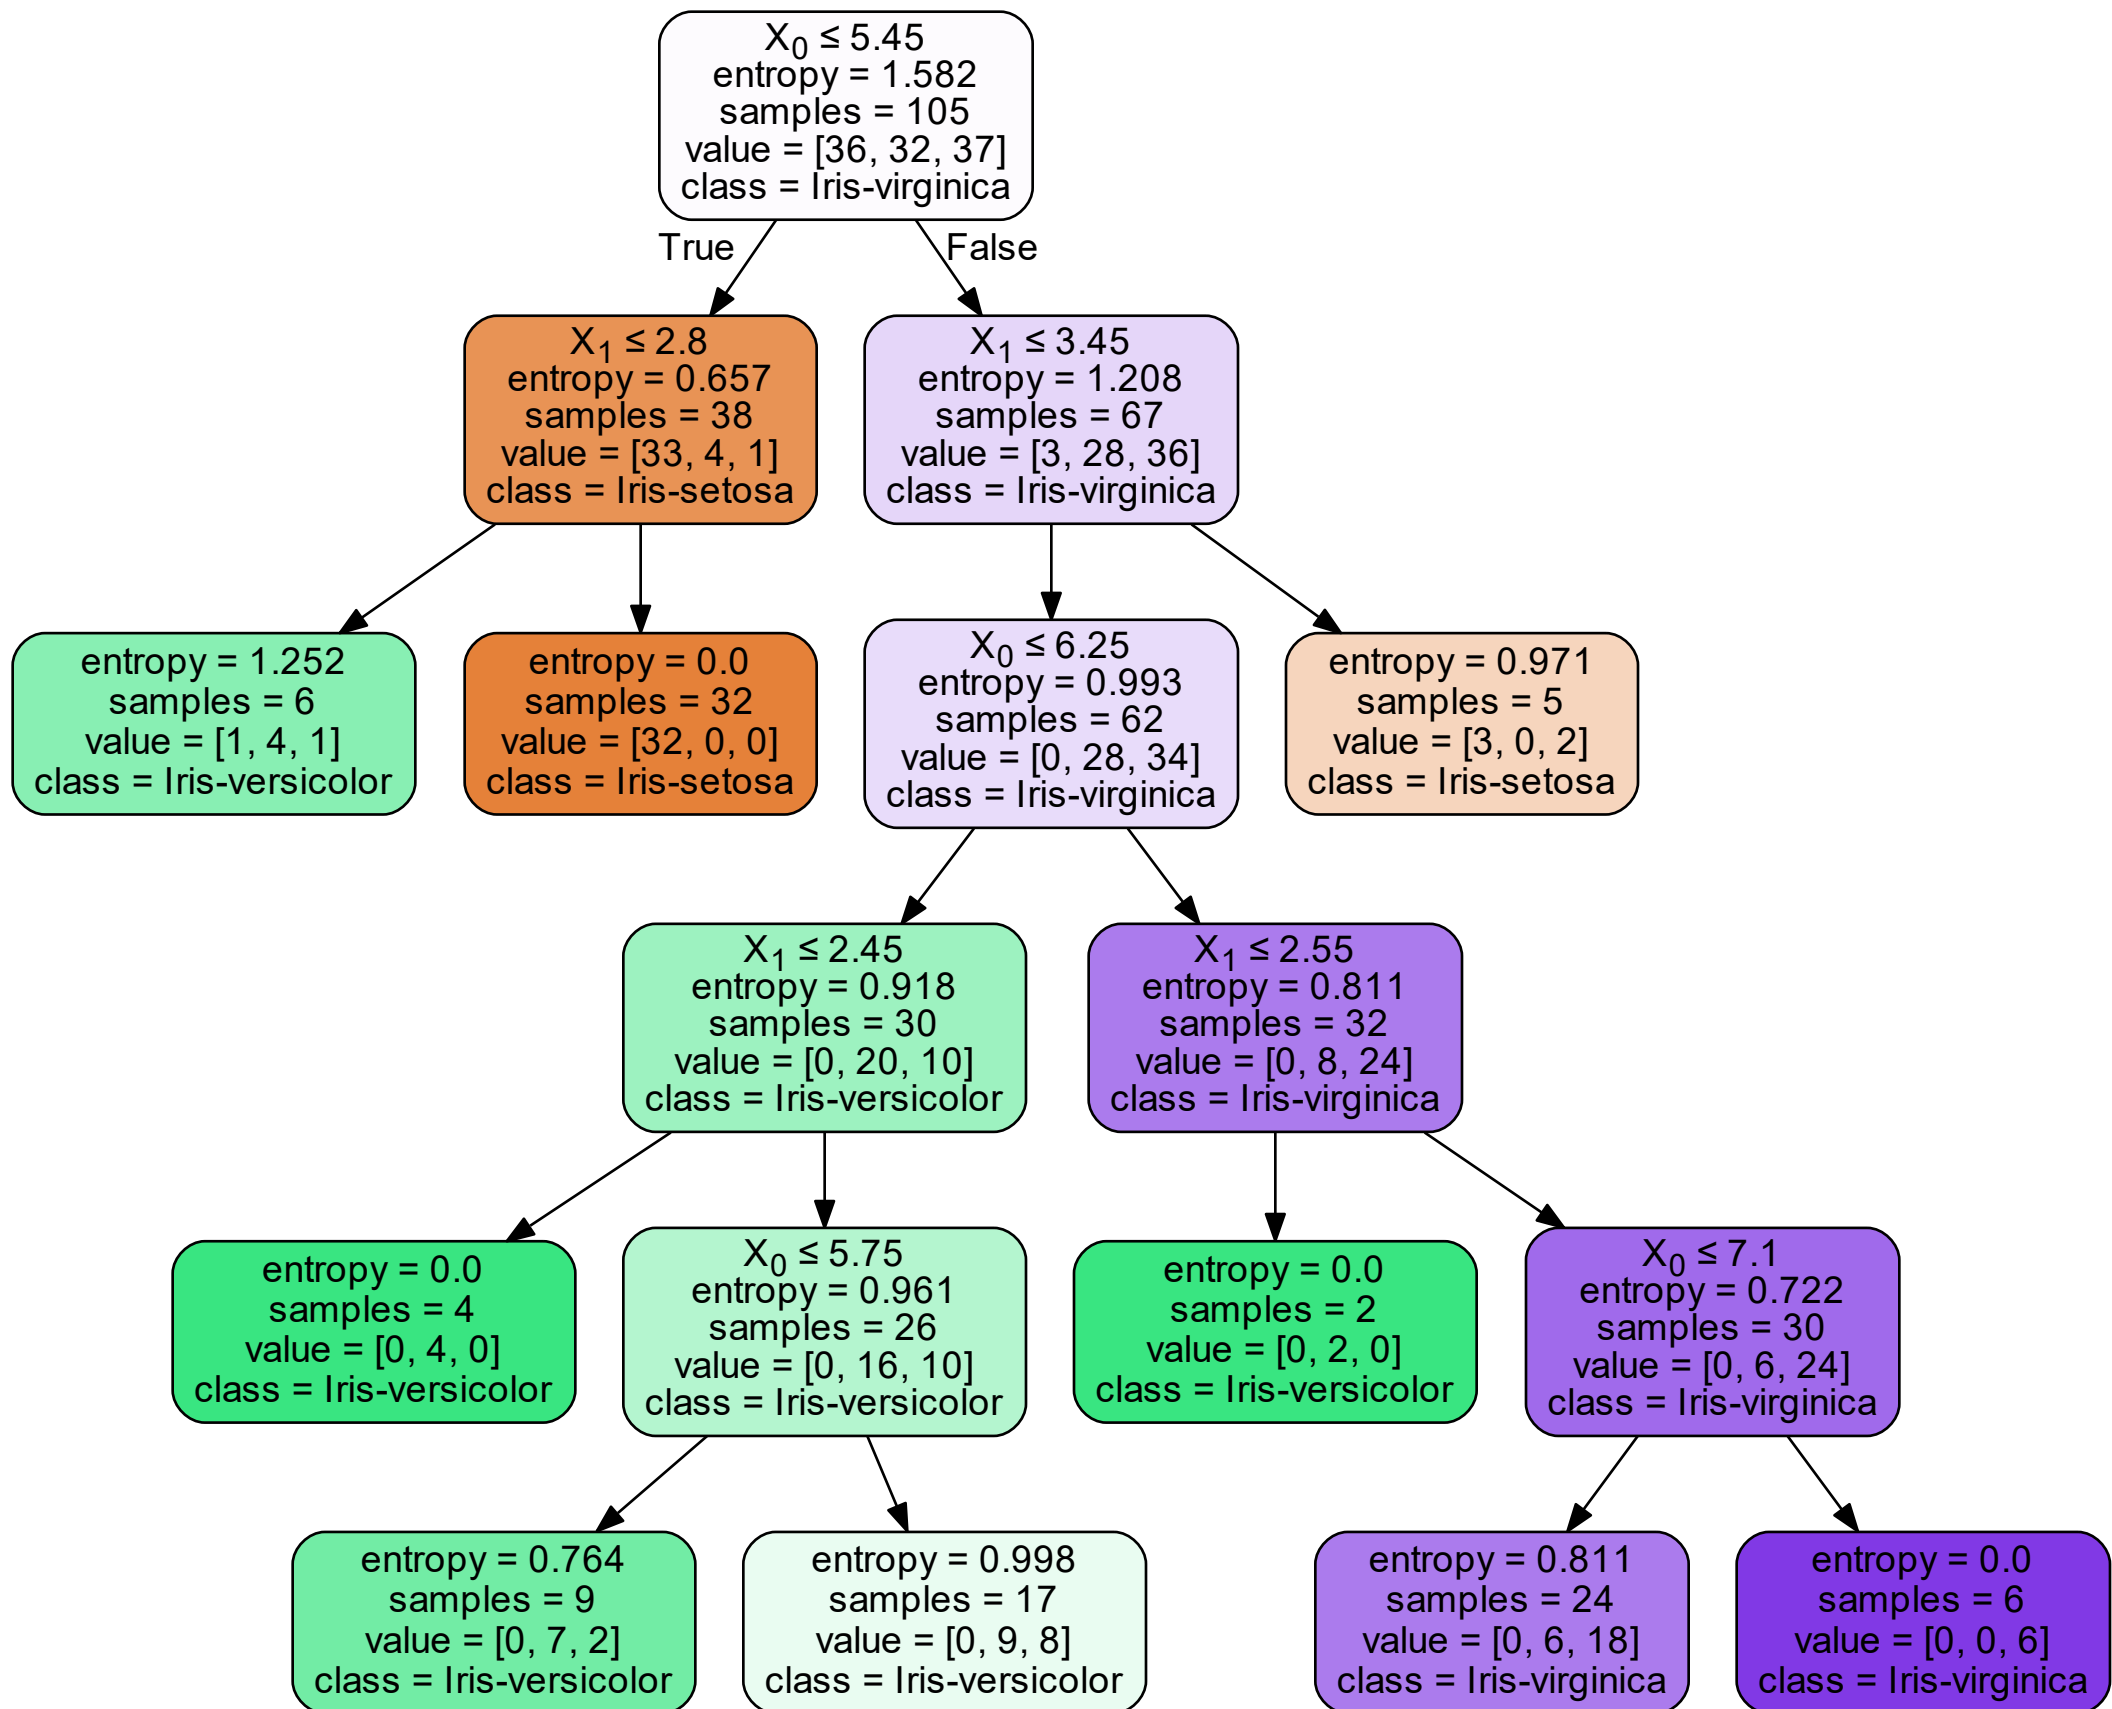 X₀ ≤ 5.45
entropy = 1.582
samples = 105
value = [36, 32, 37]
class = Iris-virginica
True
False
X₁ ≤ 2.8
entropy = 0.657
samples = 38
value = [33, 4, 1]
class = Iris-setosa
X₁ ≤ 3.45
entropy = 1.208
samples = 67
value = [3, 28, 36]
class = Iris-virginica
entropy = 1.252
samples = 6
value = [1, 4, 1]
class = Iris-versicolor
entropy = 0.0
samples = 32
value = [32, 0, 0]
class = Iris-setosa
X₀ ≤ 6.25
entropy = 0.993
samples = 62
value = [0, 28, 34]
class = Iris-virginica
entropy = 0.971
samples = 5
value = [3, 0, 2]
class = Iris-setosa
X₁ ≤ 2.45
entropy = 0.918
samples = 30
value = [0, 20, 10]
class = Iris-versicolor
X₁ ≤ 2.55
entropy = 0.811
samples = 32
value = [0, 8, 24]
class = Iris-virginica
entropy = 0.0
samples = 4
value = [0, 4, 0]
class = Iris-versicolor
X₀ ≤ 5.75
entropy = 0.961
samples = 26
value = [0, 16, 10]
class = Iris-versicolor
entropy = 0.0
samples = 2
value = [0, 2, 0]
class = Iris-versicolor
X₀ ≤ 7.1
entropy = 0.722
samples = 30
value = [0, 6, 24]
class = Iris-virginica
entropy = 0.764
samples = 9
value = [0, 7, 2]
class = Iris-versicolor
entropy = 0.998
samples = 17
value = [0, 9, 8]
class = Iris-versicolor
entropy = 0.811
samples = 24
value = [0, 6, 18]
class = Iris-virginica
entropy = 0.0
samples = 6
value = [0, 0, 6]
class = Iris-virginica